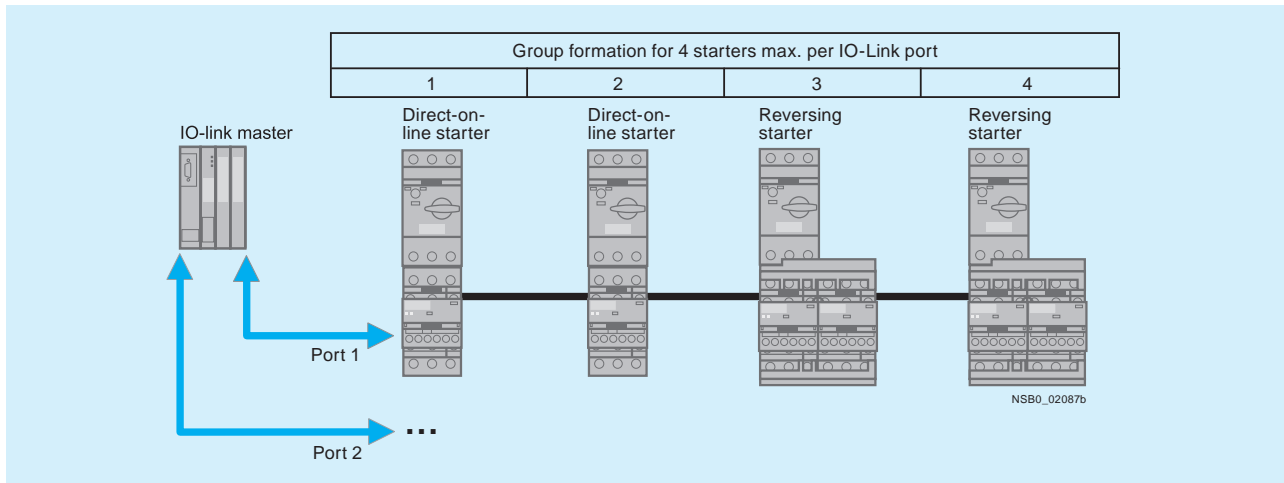 Group formation for 4 starters max. per IO-Link port
1 2 3 4
Direct-on-
line starter
Direct-on-
line starter
Reversing
starter
Reversing
starter
IO-link master
Port 1
NSB0_02087b
...
Port 2